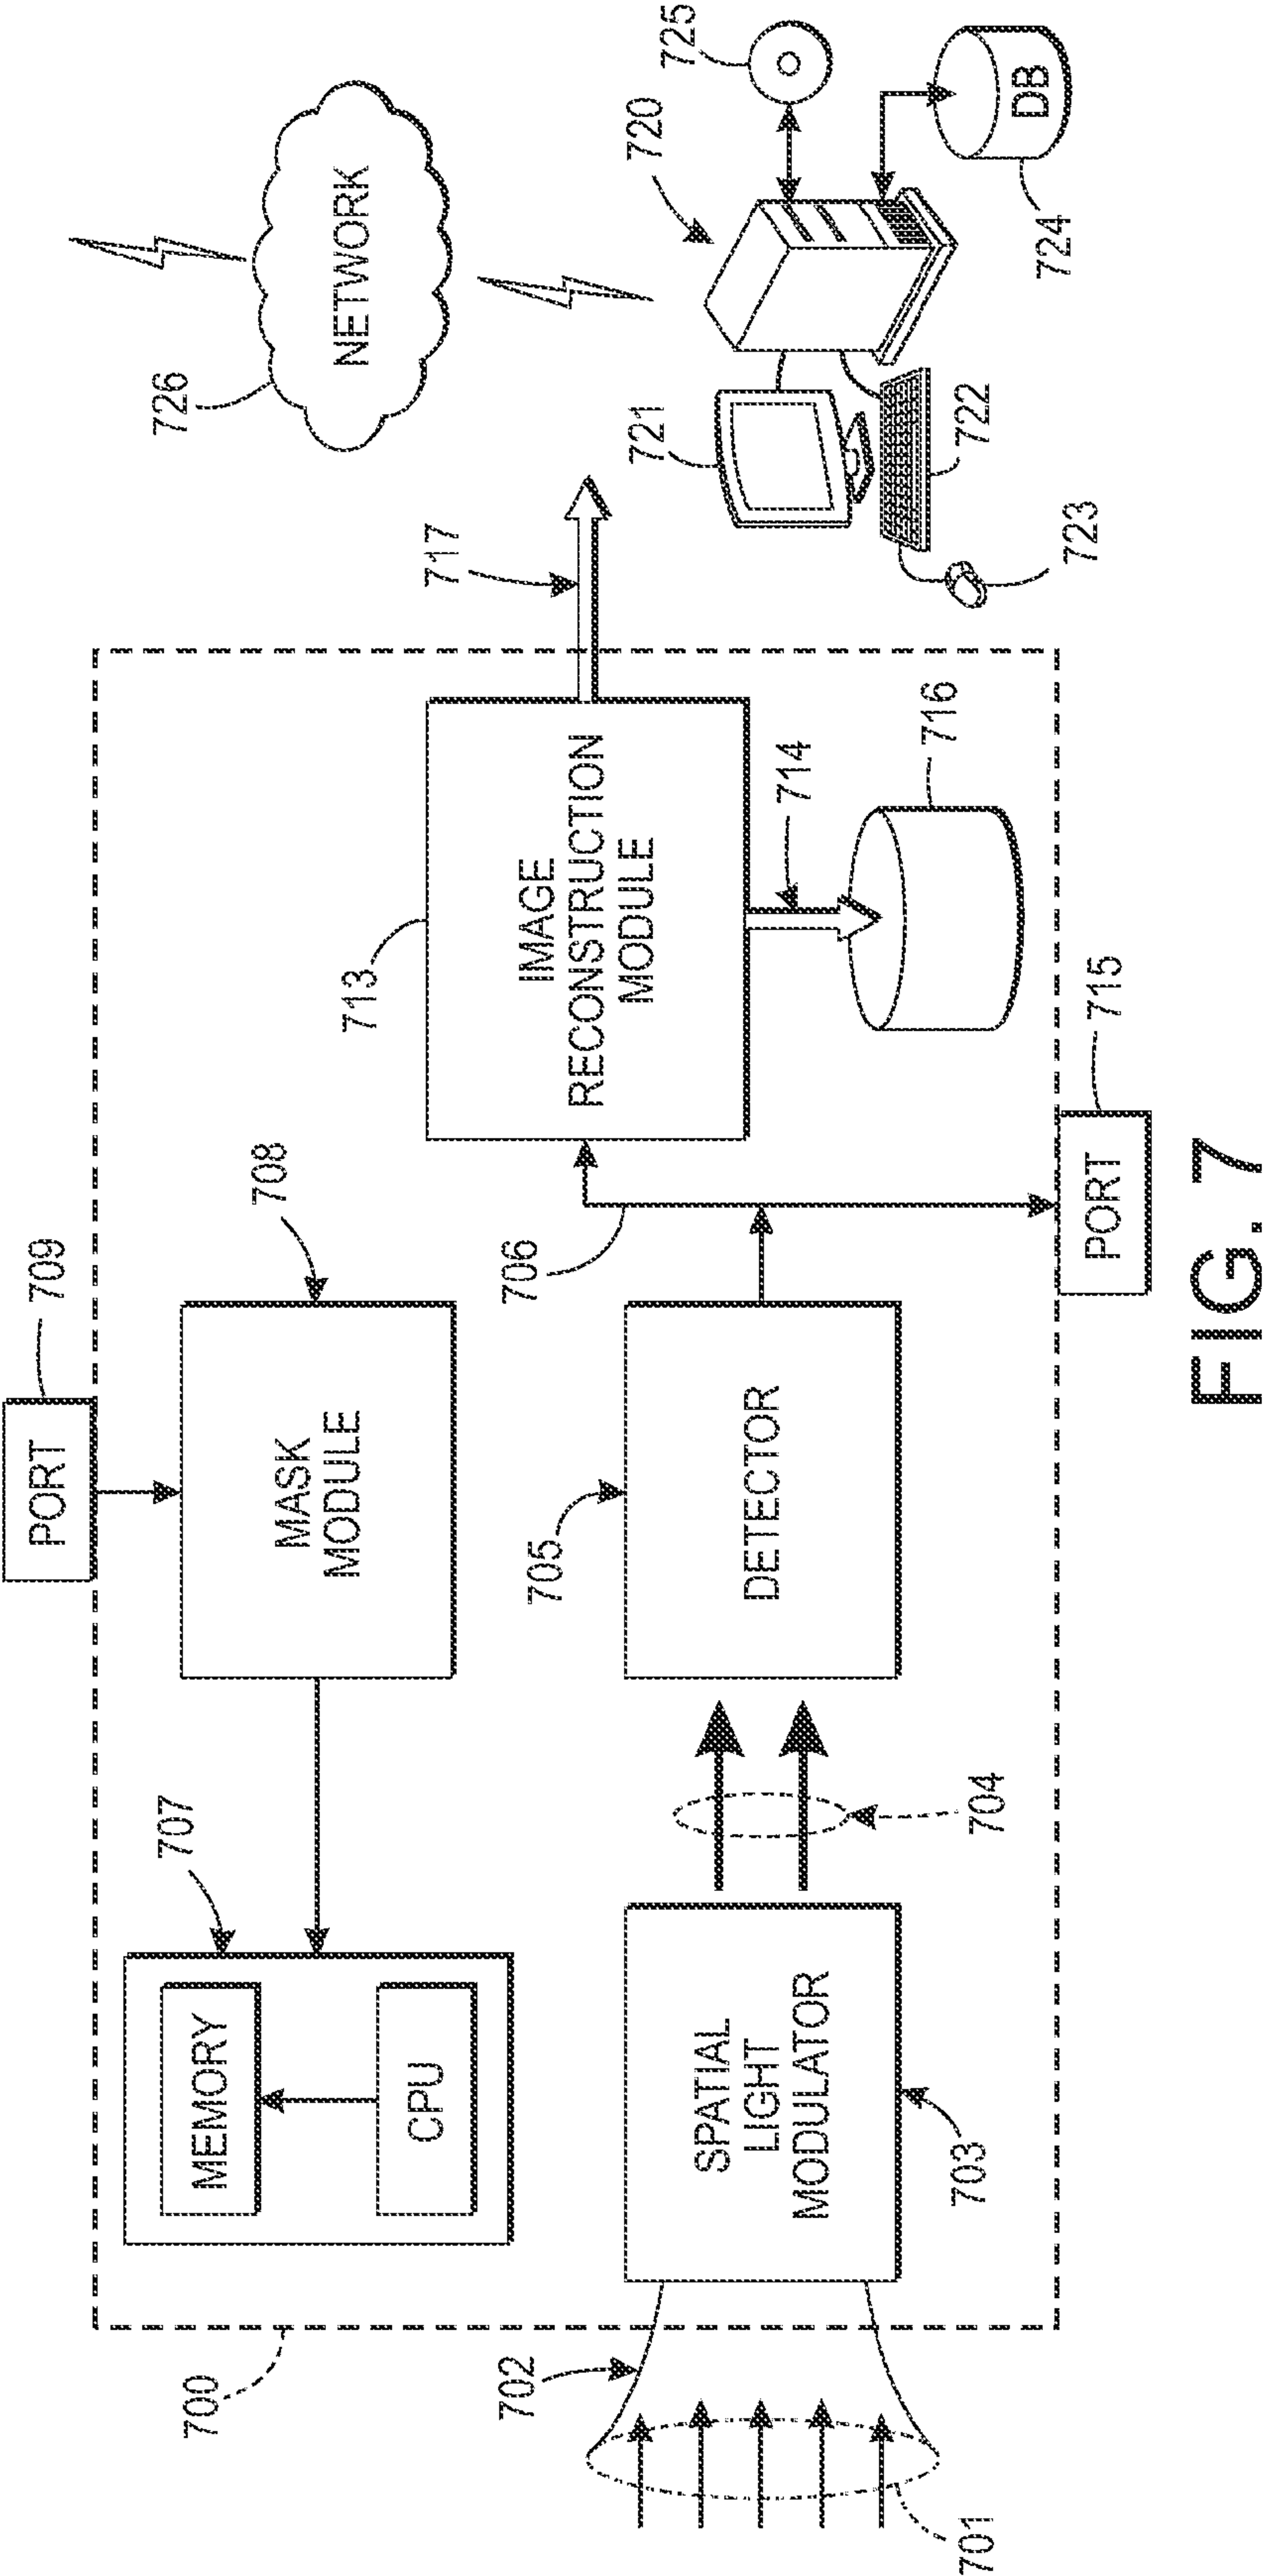 709
PORT
707
708
MEMORY
CPU
MASK
MODULE
700
702
701
SPATIAL
LIGHT
MODULATOR
703
704
705
DETECTOR
706
713
IMAGE
RECONSTRUCTION
MODULE
714
716
PORT
715
717
726
NETWORK
720
721
722
723
725
DB
724
FIG. 7